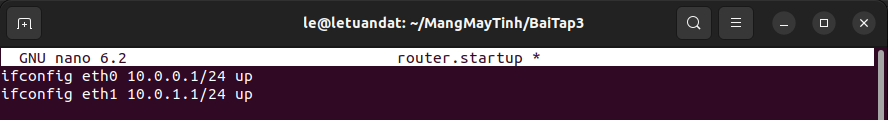 le@letuandat: ~/MangMayTinh/BaiTap3
GNU nano 6.2 router.startup *
ifconfig eth0 10.0.0.1/24 up
ifconfig eth1 10.0.1.1/24 up